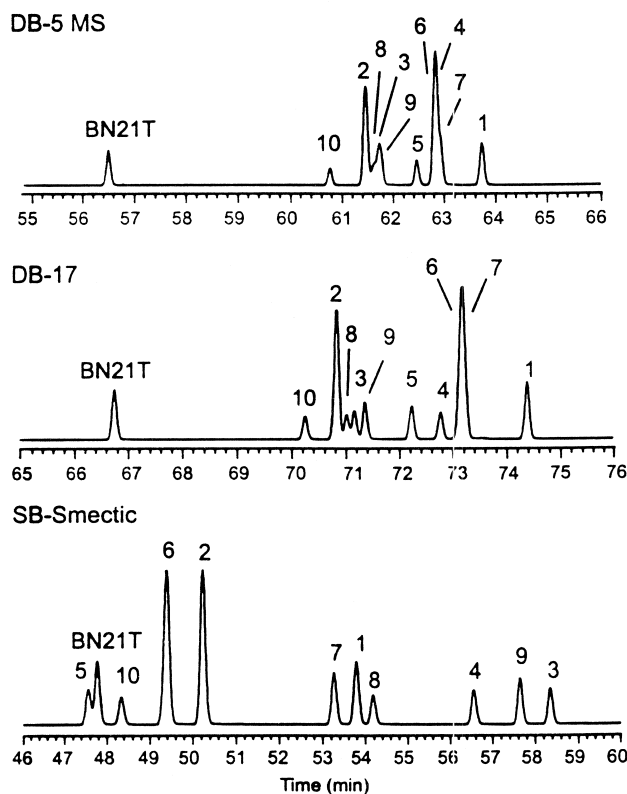 DB-5 MS
6 4
8 3
2 9 7
BN21T 10 5 1
55 56 57 58 59 60 61 62 63 64 65 66
DB-17
6 7
2
8 9
BN21T 10 3 5 4 1
65 66 67 68 69 70 71 72 73 74 75 76
SB-Smectic
6 2
BN21T 7 1
5 10 8 4 9 3
46 47 48 49 50 51 52 53 54 55 56 57 58 59 60
Time (min)